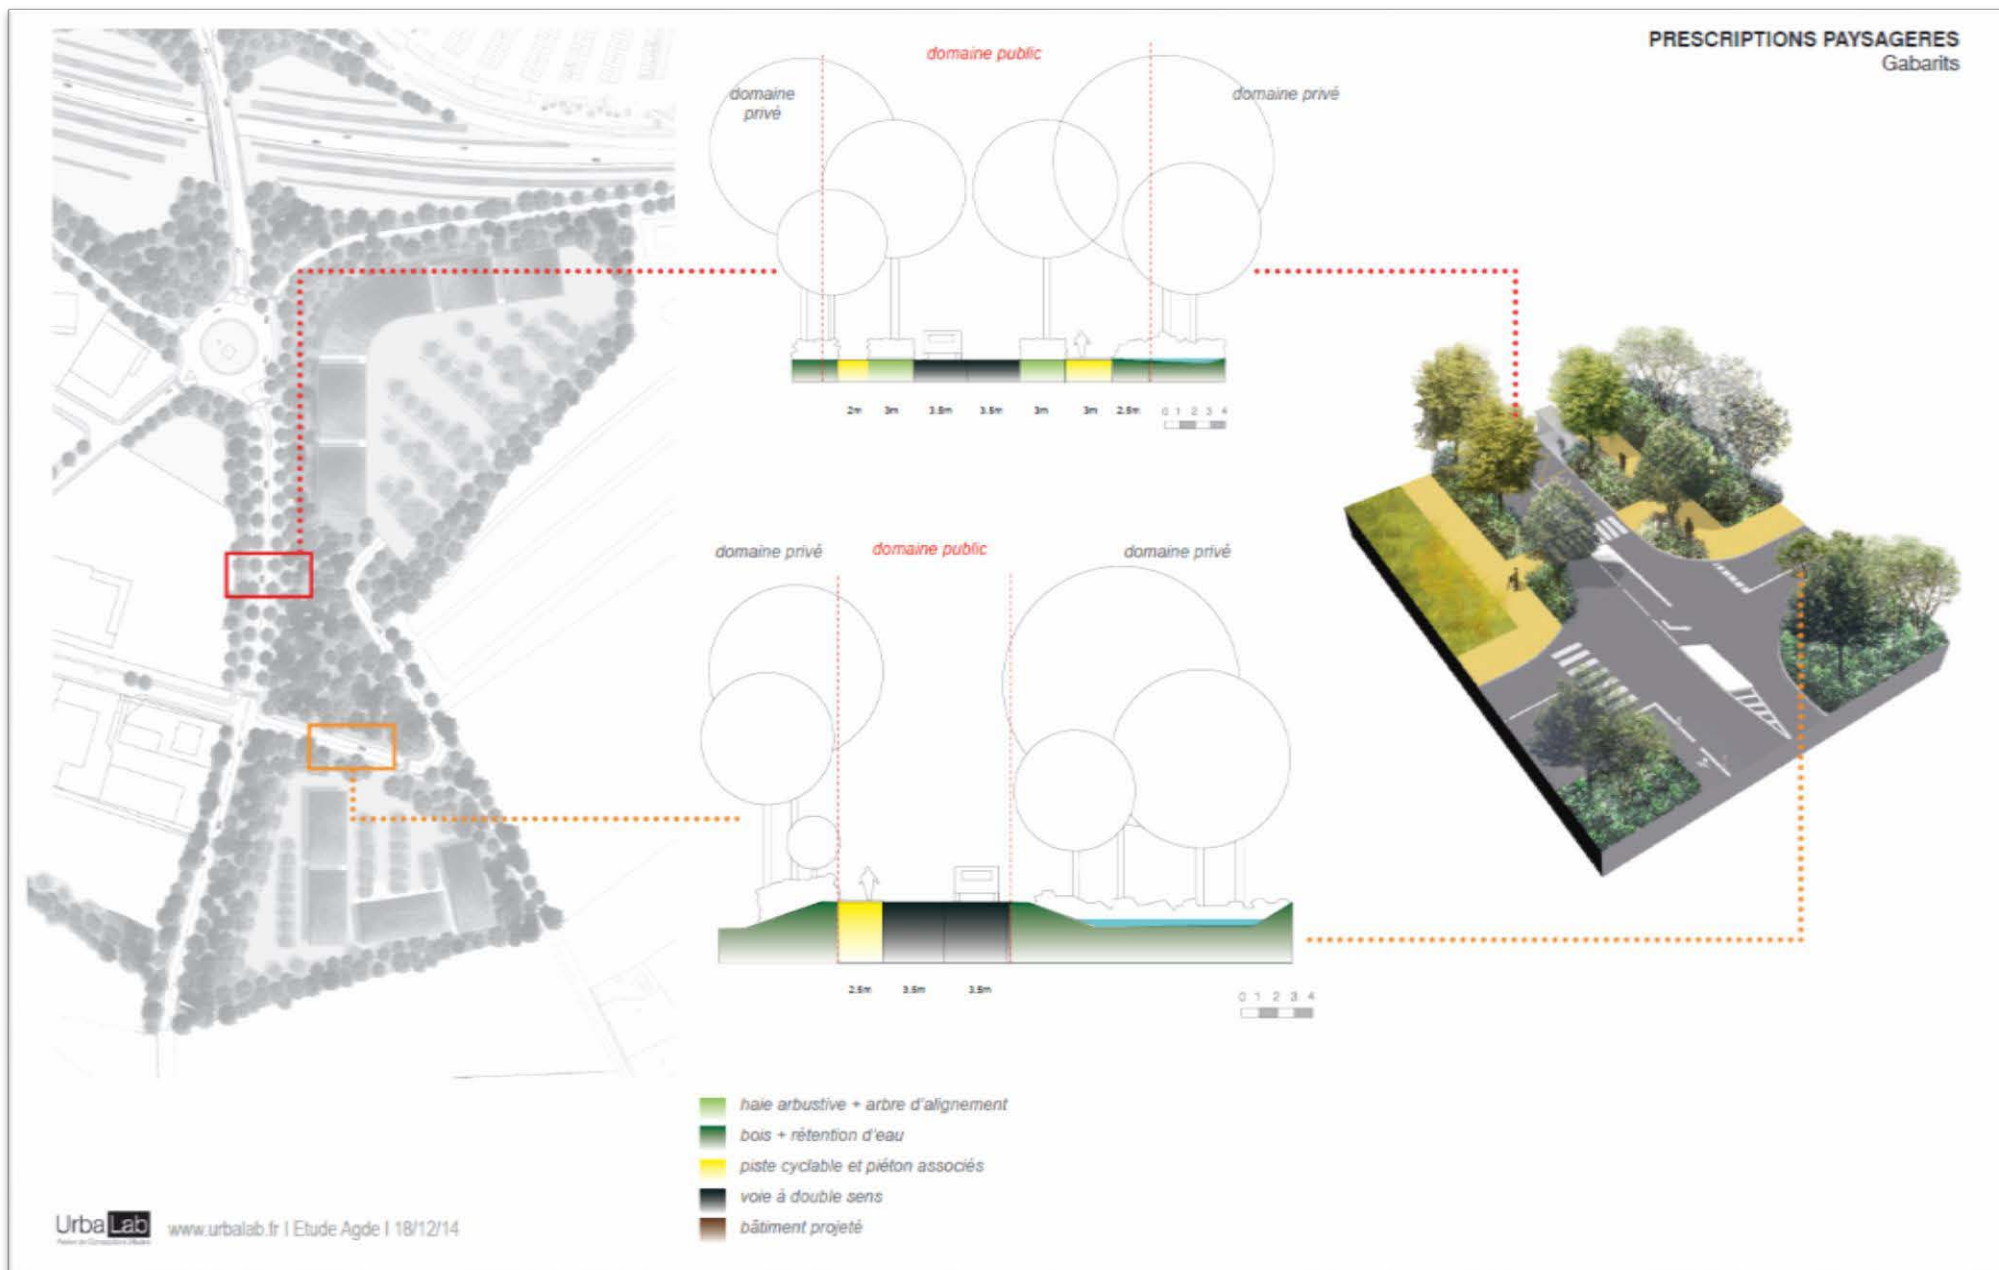 PRESCRIPTIONS PAYSAGERES
Gabarits
domaine public
domaine
privé
domaine privé
2m 3m 3.5m 3.5m 3m 3m 2.5m
0 1 2 3 4
domaine privé
domaine public
domaine privé
2.5m 3.5m 3.5m
0 1 2 3 4
haie arbustive + arbre d'alignement
bois + rétention d'eau
piste cyclable et piéton associés
voie à double sens
bâtiment projeté
Urba Lab
www.urbalab.fr I Etude Agde I 18/12/14